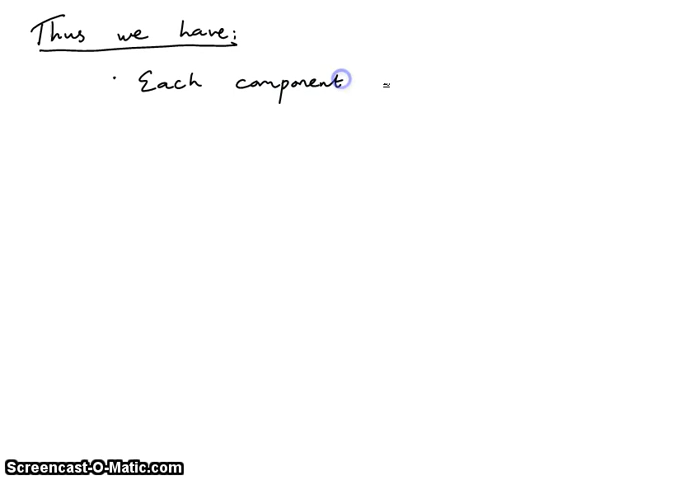 Thus we have:
· Each component ≈
Screencast-O-Matic.com